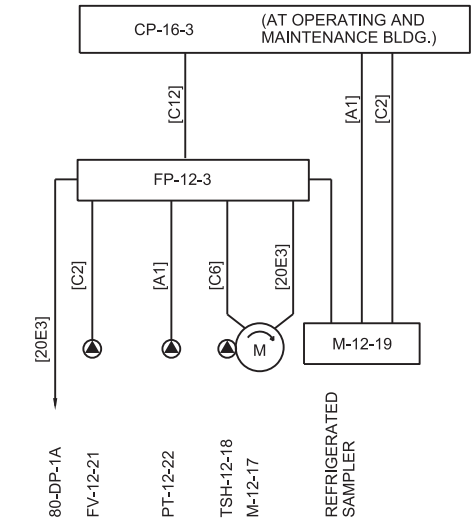 CP-16-3
(AT OPERATING AND
MAINTENANCE BLDG.)
[C12]
[A1]
[C2]
FP-12-3
[20E3]
[C2]
[A1]
[C6]
[20E3]
M
M-12-19
80-DP-1A
FV-12-21
PT-12-22
TSH-12-18
M-12-17
REFRIGERATED
SAMPLER